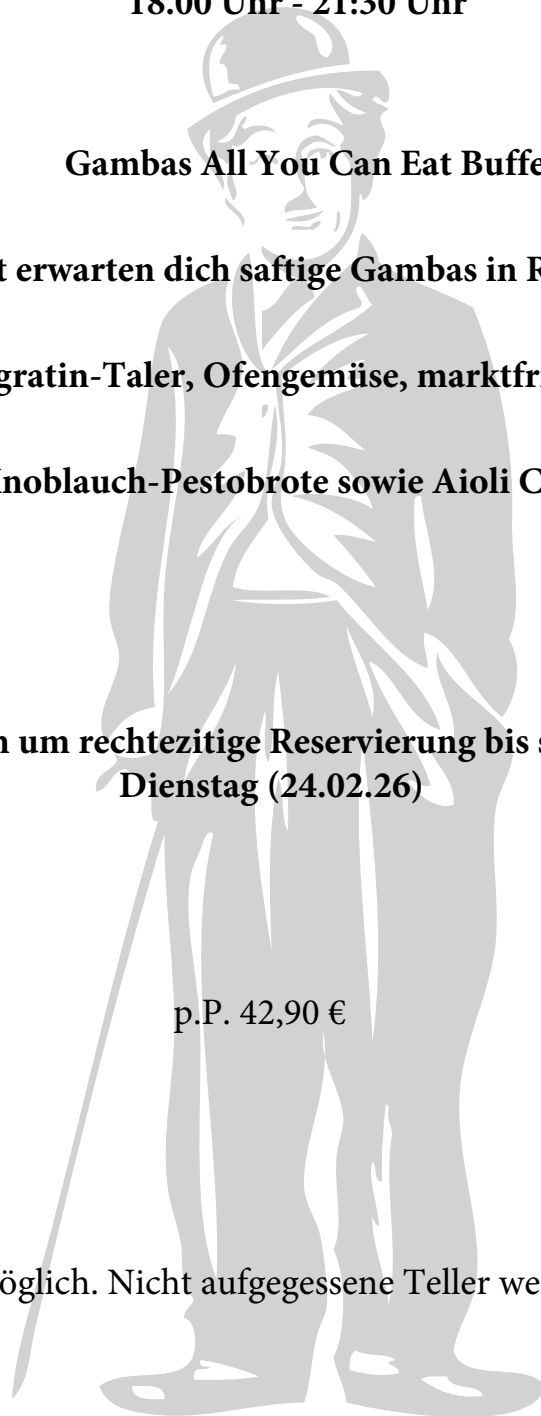 18.00 Uhr - 21:30 Uhr
Gambas All You Can Eat Buffe
t erwarten dich saftige Gambas in R
gratin-Taler, Ofengemüse, marktfri
noblauch-Pestobrote sowie Aioli C
n um rechtezitige Reservierung bis s
Dienstag (24.02.26)
p.P. 42,90 €
öglich. Nicht aufgegessene Teller we